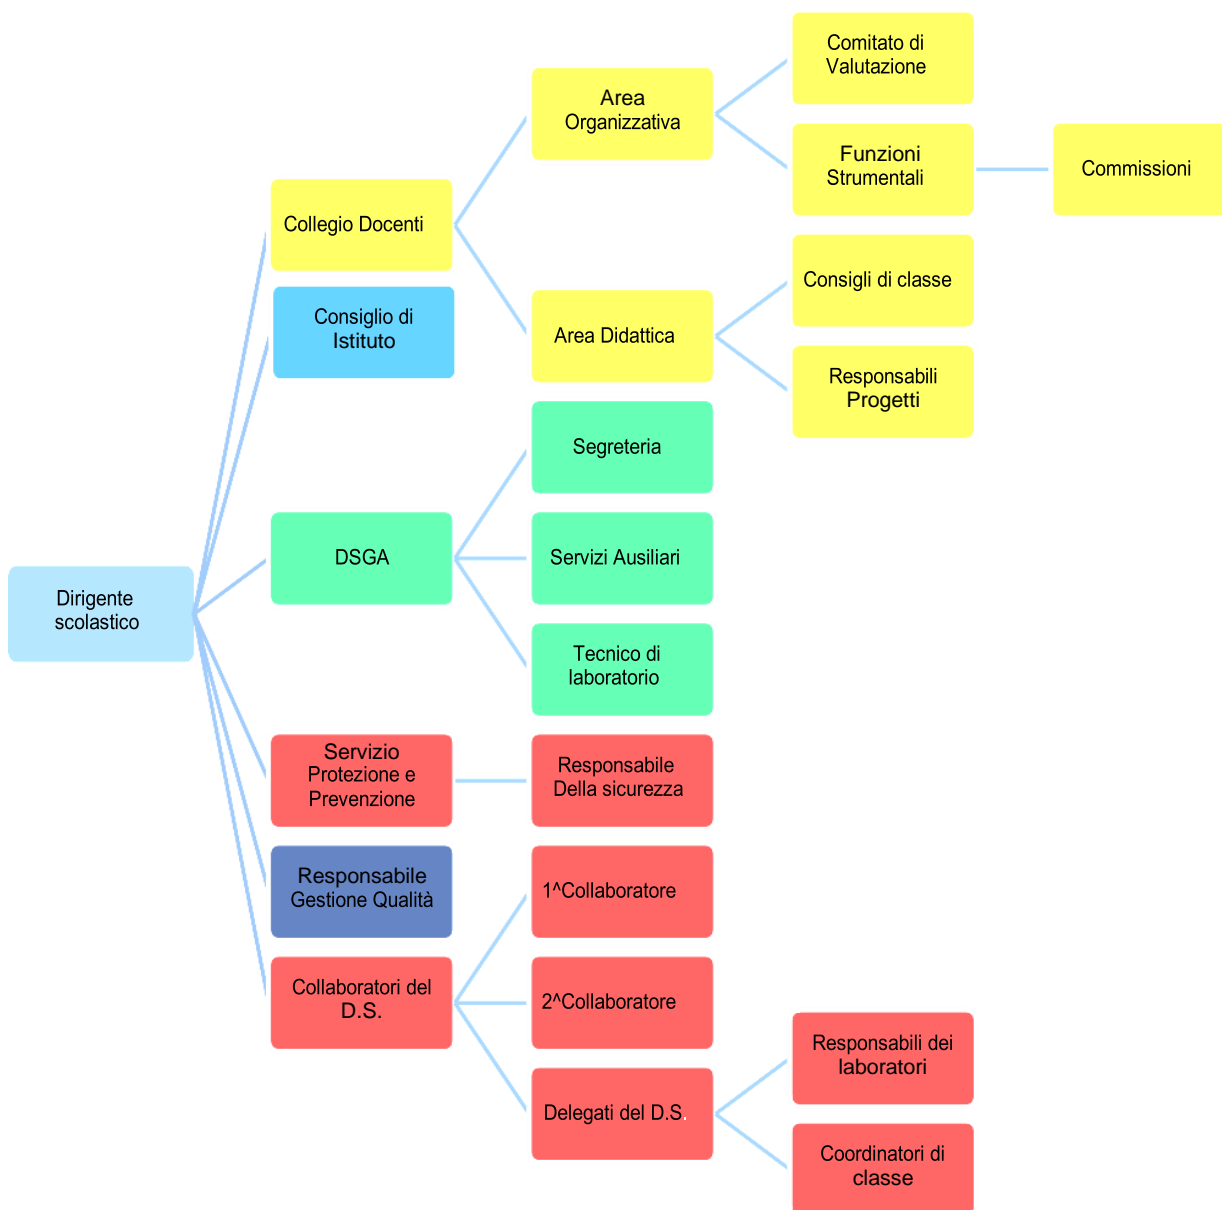 Dirigente
scolastico
Collegio Docenti
Area
Organizzativa
Comitato di
Valutazione
Funzioni
Strumentali
Commissioni
Area Didattica
Consigli di classe
Responsabili
Progetti
Consiglio di
Istituto
DSGA
Segreteria
Servizi Ausiliari
Tecnico di
laboratorio
Servizio
Protezione e
Prevenzione
Responsabile
Della sicurezza
Responsabile
Gestione Qualità
Collaboratori del
D.S.
1^Collaboratore
2^Collaboratore
Delegati del D.S.
Responsabili dei
laboratori
Coordinatori di
classe